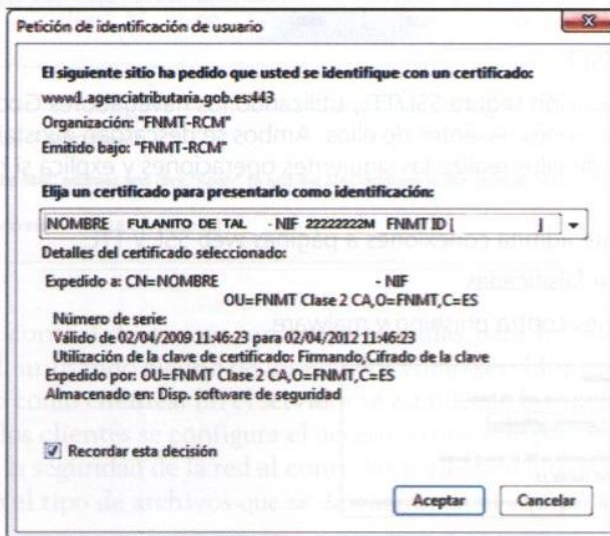 Petición de identificación de usuario
El siguiente sitio ha pedido que usted se identifique con un certificado:
www1.agenciatributaria.gob.es:443
Organización: "FNMT-RCM"
Emitido bajo: "FNMT-RCM"
Elija un certificado para presentarlo como identificación:
NOMBRE FULANITO DE TAL - NIF 22222222M FNMT ID [ ]
Detalles del certificado seleccionado:
Expedido a: CN=NOMBRE - NIF
OU=FNMT Clase 2 CA,O=FNMT,C=ES
Número de serie:
Válido de 02/04/2009 11:46:23 para 02/04/2012 11:46:23
Utilización de la clave de certificado: Firmando,Cifrado de la clave
Expedido por: OU=FNMT Clase 2 CA,O=FNMT,C=ES
Almacenado en: Disp. software de seguridad
Recordar esta decisión
Aceptar Cancelar